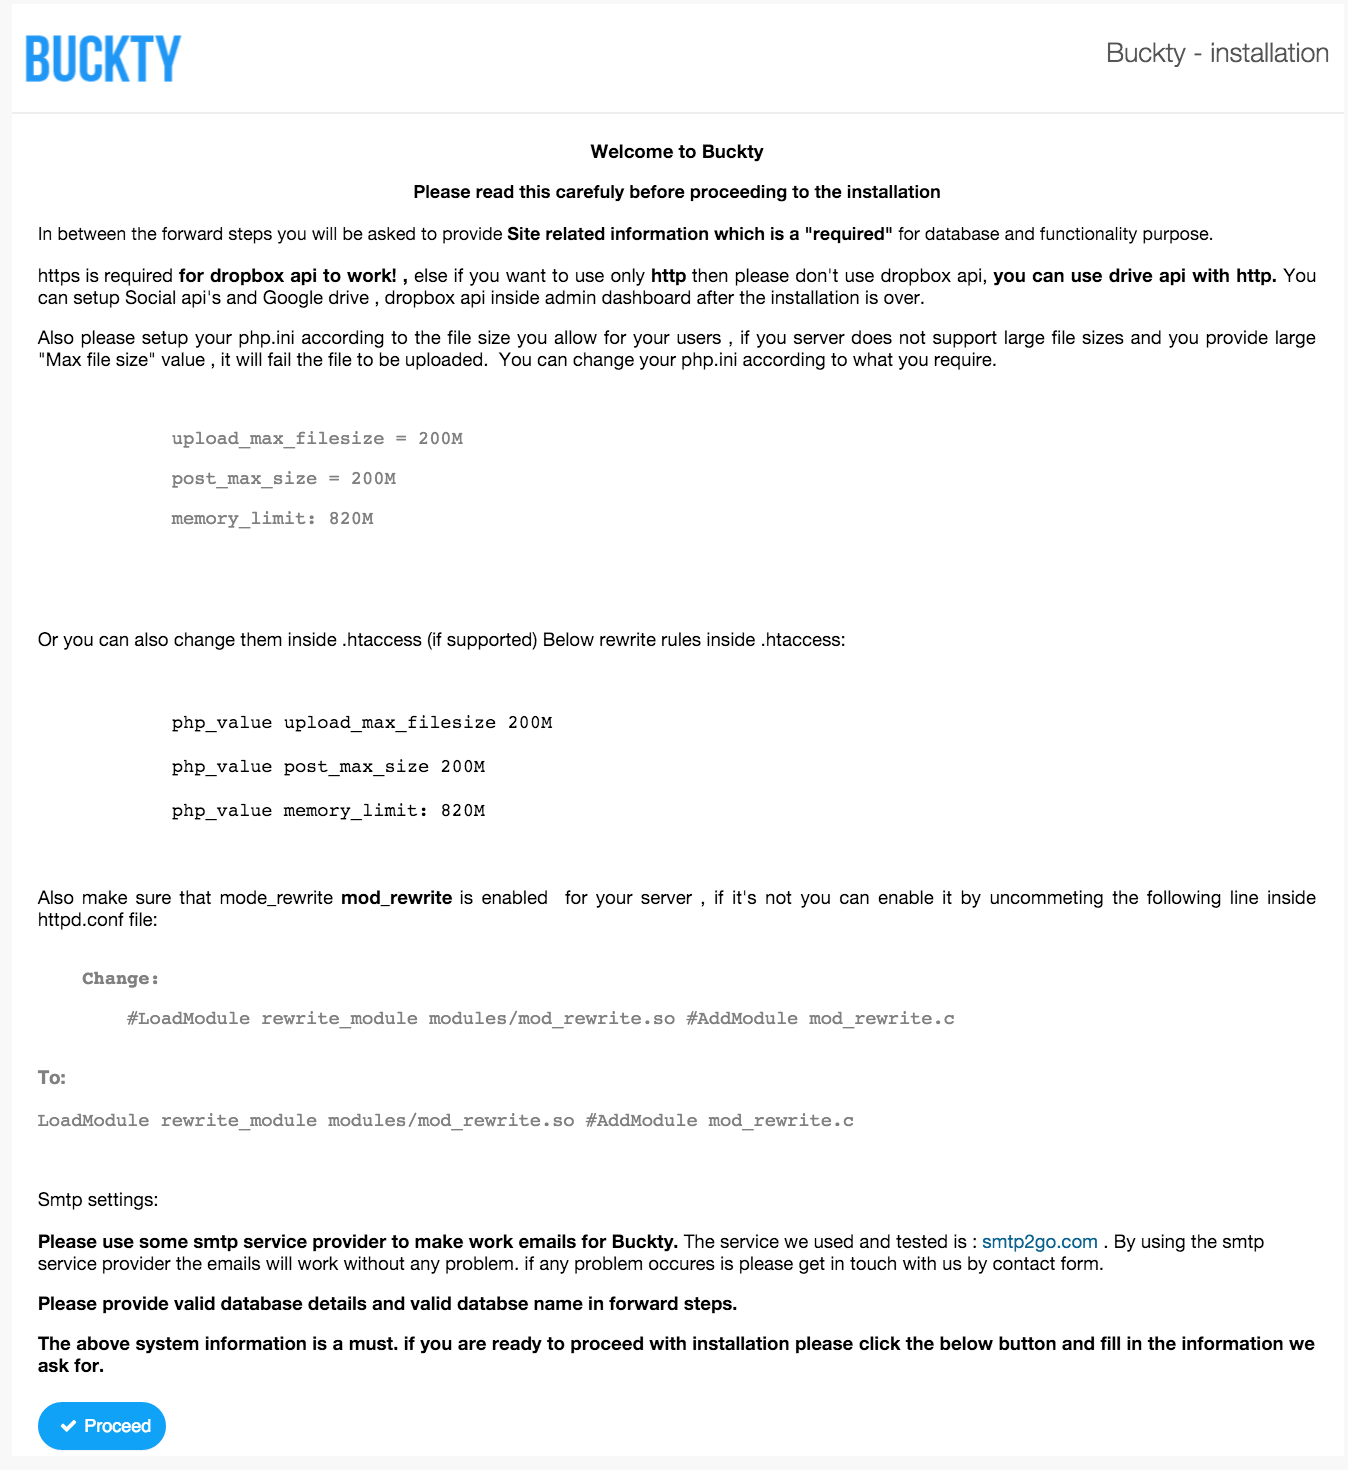 BUCKTY
Buckty - installation
Welcome to Buckty
Please read this carefuly before proceeding to the installation
In between the forward steps you will be asked to provide Site related information which is a "required" for database and functionality purpose.
https is required for dropbox api to work! , else if you want to use only http then please don't use dropbox api, you can use drive api with http. You
can setup Social api's and Google drive , dropbox api inside admin dashboard after the installation is over.
Also please setup your php.ini according to the file size you allow for your users , if you server does not support large file sizes and you provide large
"Max file size" value , it will fail the file to be uploaded.  You can change your php.ini according to what you require.
upload_max_filesize = 200M
post_max_size = 200M
memory_limit: 820M
Or you can also change them inside .htaccess (if supported) Below rewrite rules inside .htaccess:
php_value upload_max_filesize 200M
php_value post_max_size 200M
php_value memory_limit: 820M
Also make sure that mode_rewrite mod_rewrite is enabled  for your server , if it's not you can enable it by uncommeting the following line inside
httpd.conf file:
Change:
#LoadModule rewrite_module modules/mod_rewrite.so #AddModule mod_rewrite.c
To:
LoadModule rewrite_module modules/mod_rewrite.so #AddModule mod_rewrite.c
Smtp settings:
Please use some smtp service provider to make work emails for Buckty. The service we used and tested is : smtp2go.com . By using the smtp
service provider the emails will work without any problem. if any problem occures is please get in touch with us by contact form.
Please provide valid database details and valid databse name in forward steps.
The above system information is a must. if you are ready to proceed with installation please click the below button and fill in the information we
ask for.
Proceed